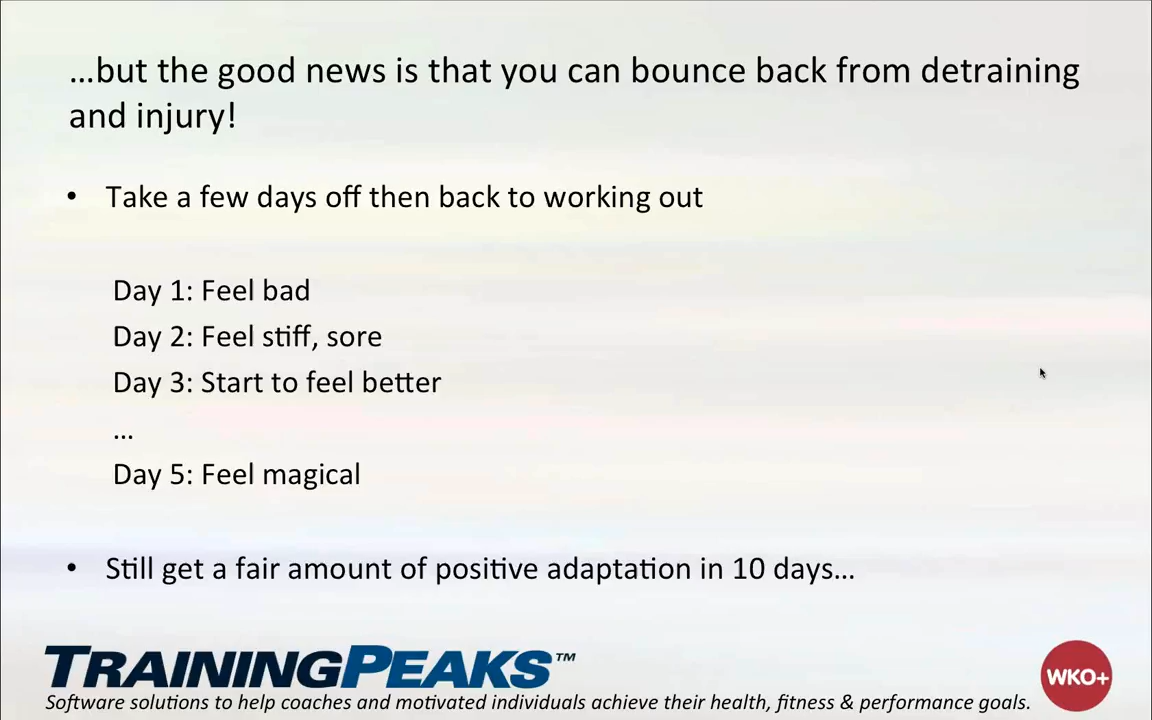 ...but the good news is that you can bounce back from detraining
and injury!
• Take a few days off then back to working out
Day 1: Feel bad
Day 2: Feel stiff, sore
Day 3: Start to feel better
...
Day 5: Feel magical
• Still get a fair amount of positive adaptation in 10 days...
TRAININGPEAKS™
WKO+
Software solutions to help coaches and motivated individuals achieve their health, fitness & performance goals.